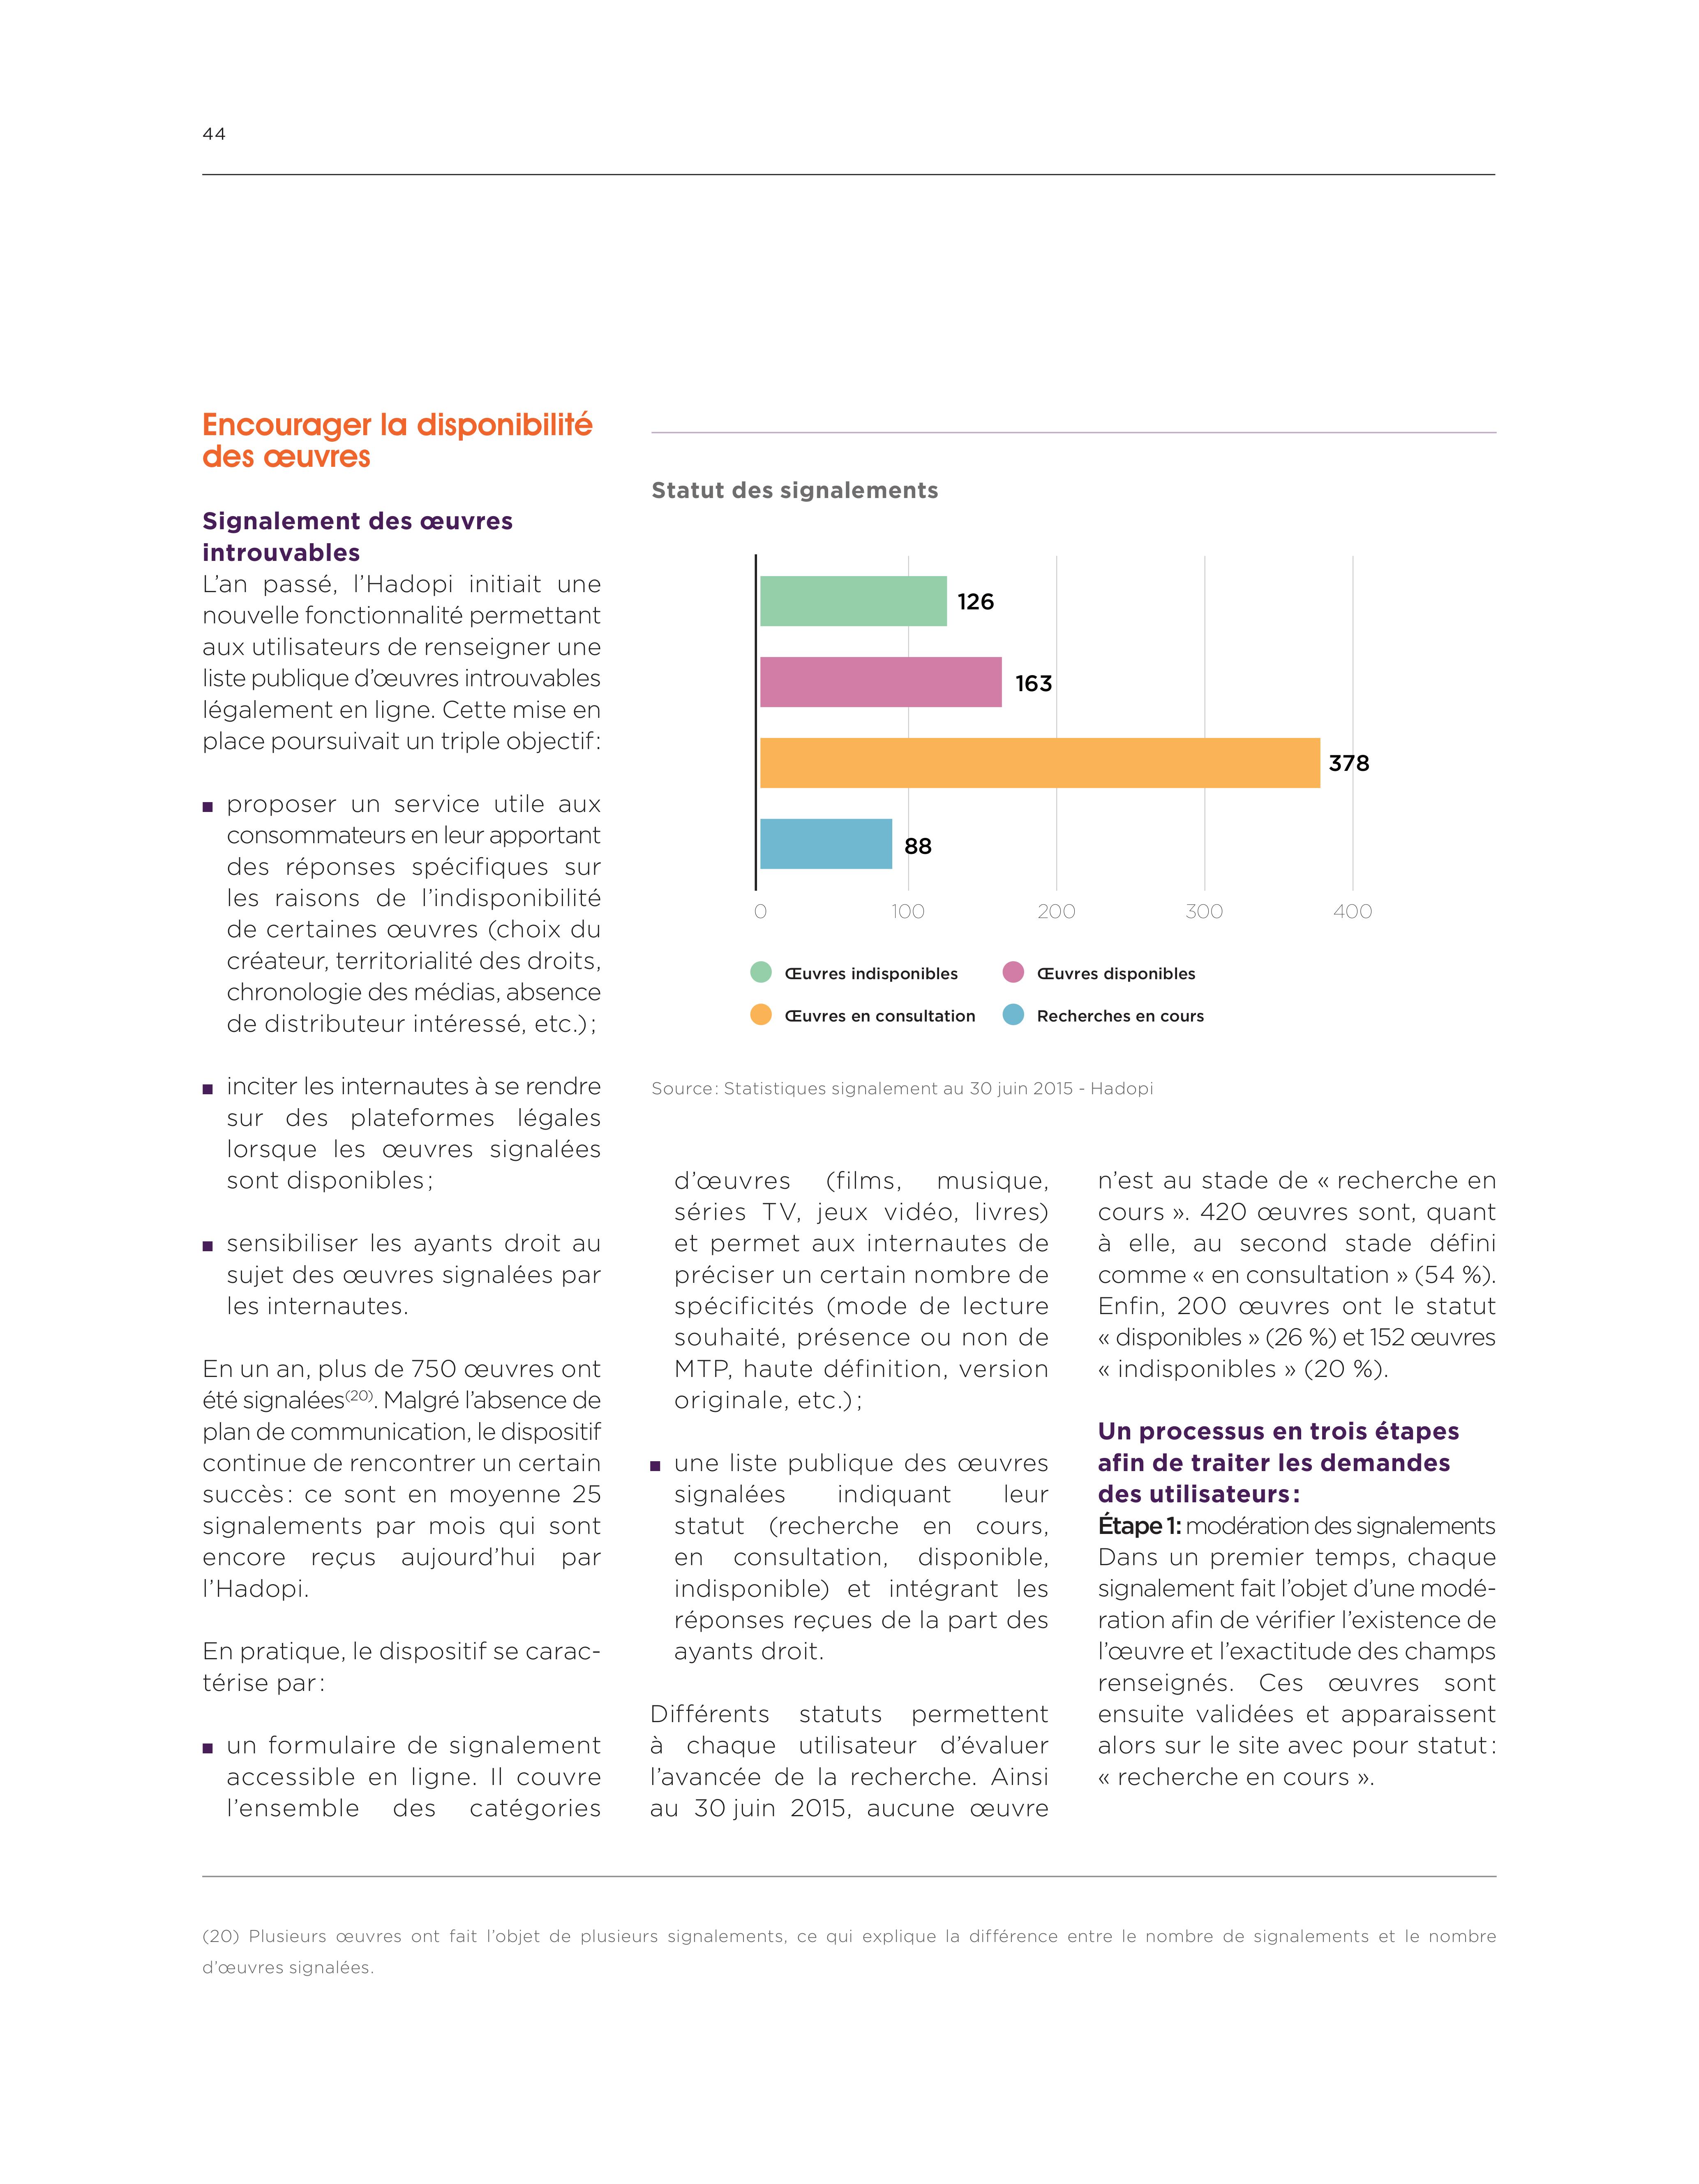 44
Encourager la disponibilité
des œuvres
Signalement des œuvres
introuvables
L’an passé, l’Hadopi initiait une
nouvelle fonctionnalité permettant
aux utilisateurs de renseigner une
liste publique d’œuvres introuvables
légalement en ligne. Cette mise en
place poursuivait un triple objectif :
■ proposer un service utile aux
consommateurs en leur apportant
des réponses spécifiques sur
les raisons de l’indisponibilité
de certaines œuvres (choix du
créateur, territorialité des droits,
chronologie des médias, absence
de distributeur intéressé, etc.) ;
■ inciter les internautes à se rendre
sur des plateformes légales
lorsque les œuvres signalées
sont disponibles ;
■ sensibiliser les ayants droit au
sujet des œuvres signalées par
les internautes.
En un an, plus de 750 œuvres ont
été signalées(20). Malgré l’absence de
plan de communication, le dispositif
continue de rencontrer un certain
succès : ce sont en moyenne 25
signalements par mois qui sont
encore reçus aujourd’hui par
l’Hadopi.
En pratique, le dispositif se carac-
térise par :
■ un formulaire de signalement
accessible en ligne. Il couvre
l’ensemble des catégories
Statut des signalements
126
163
378
88
0 100 200 300 400
Œuvres indisponibles Œuvres disponibles
Œuvres en consultation Recherches en cours
Source : Statistiques signalement au 30 juin 2015 - Hadopi
d’œuvres (films, musique,
séries TV, jeux vidéo, livres)
et permet aux internautes de
préciser un certain nombre de
spécificités (mode de lecture
souhaité, présence ou non de
MTP, haute définition, version
originale, etc.) ;
■ une liste publique des œuvres
signalées indiquant leur
statut (recherche en cours,
en consultation, disponible,
indisponible) et intégrant les
réponses reçues de la part des
ayants droit.
Différents statuts permettent
à chaque utilisateur d’évaluer
l’avancée de la recherche. Ainsi
au 30 juin 2015, aucune œuvre
n’est au stade de « recherche en
cours ». 420 œuvres sont, quant
à elle, au second stade défini
comme « en consultation » (54 %).
Enfin, 200 œuvres ont le statut
« disponibles » (26 %) et 152 œuvres
« indisponibles » (20 %).
Un processus en trois étapes
afin de traiter les demandes
des utilisateurs :
Étape 1 : modération des signalements
Dans un premier temps, chaque
signalement fait l’objet d’une modé-
ration afin de vérifier l’existence de
l’œuvre et l’exactitude des champs
renseignés. Ces œuvres sont
ensuite validées et apparaissent
alors sur le site avec pour statut :
« recherche en cours ».
(20) Plusieurs œuvres ont fait l’objet de plusieurs signalements, ce qui explique la différence entre le nombre de signalements et le nombre
d’œuvres signalées.